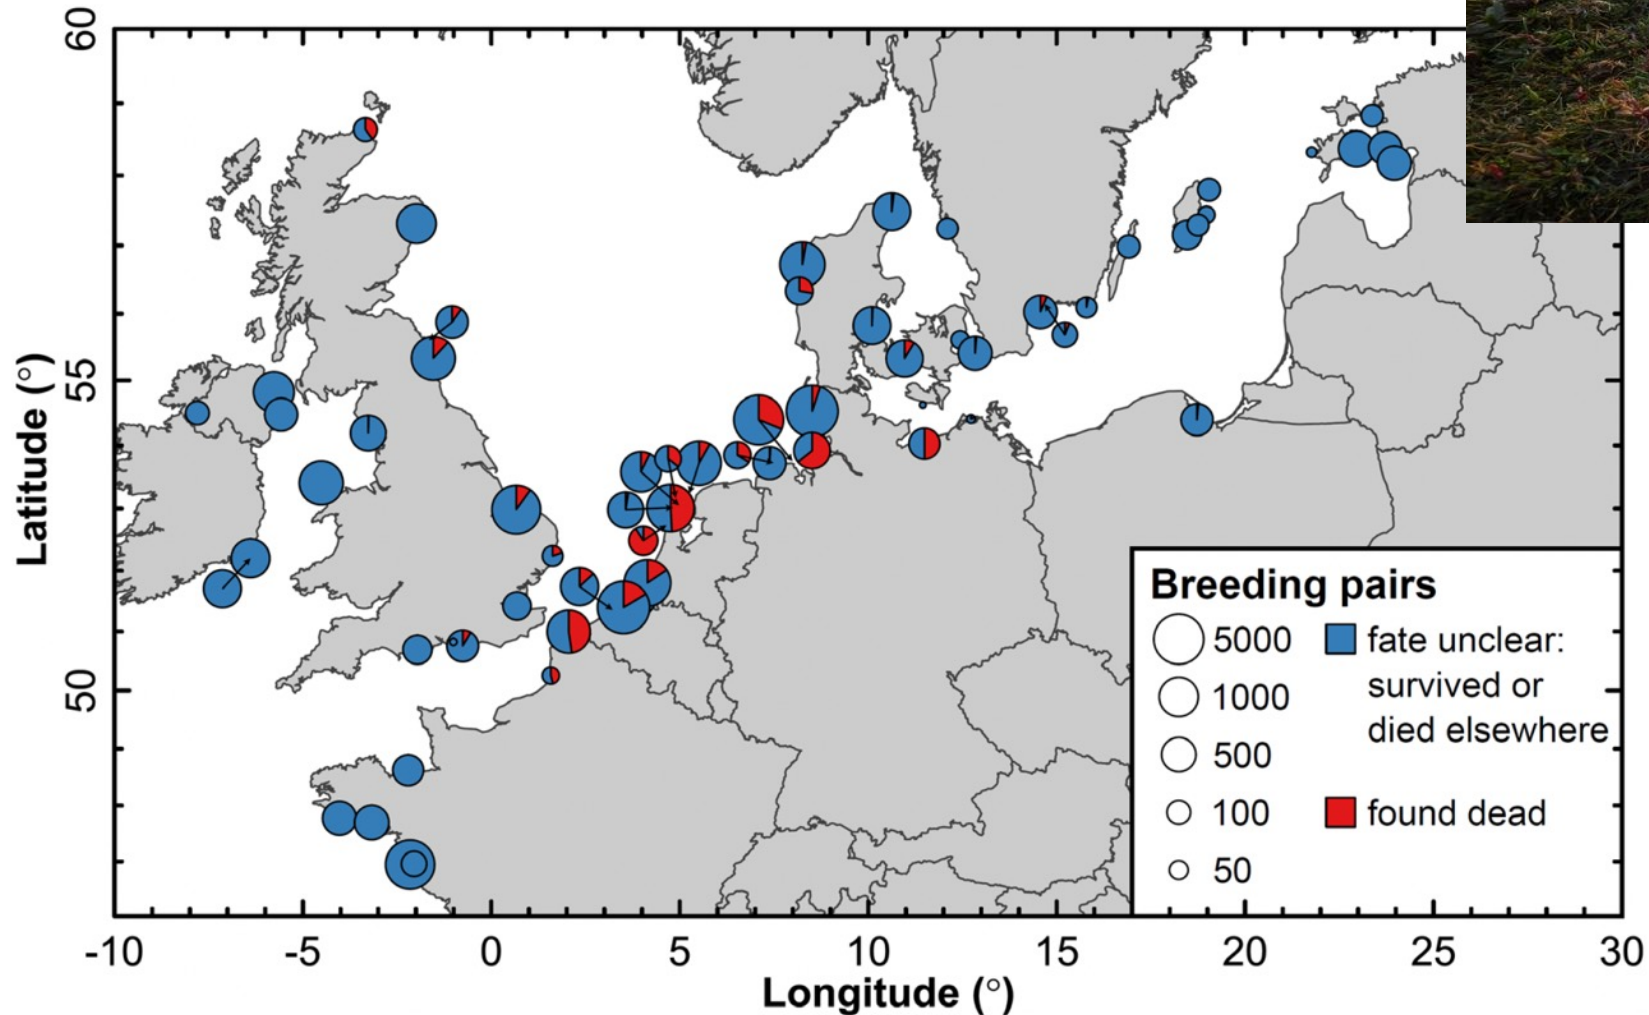 60
55
50
Latitude (°)
-10 -5 0 5 10 15 20 25 30
Longitude (°)
Breeding pairs
5000
1000
500
100
50
fate unclear:
survived or
died elsewhere
found dead